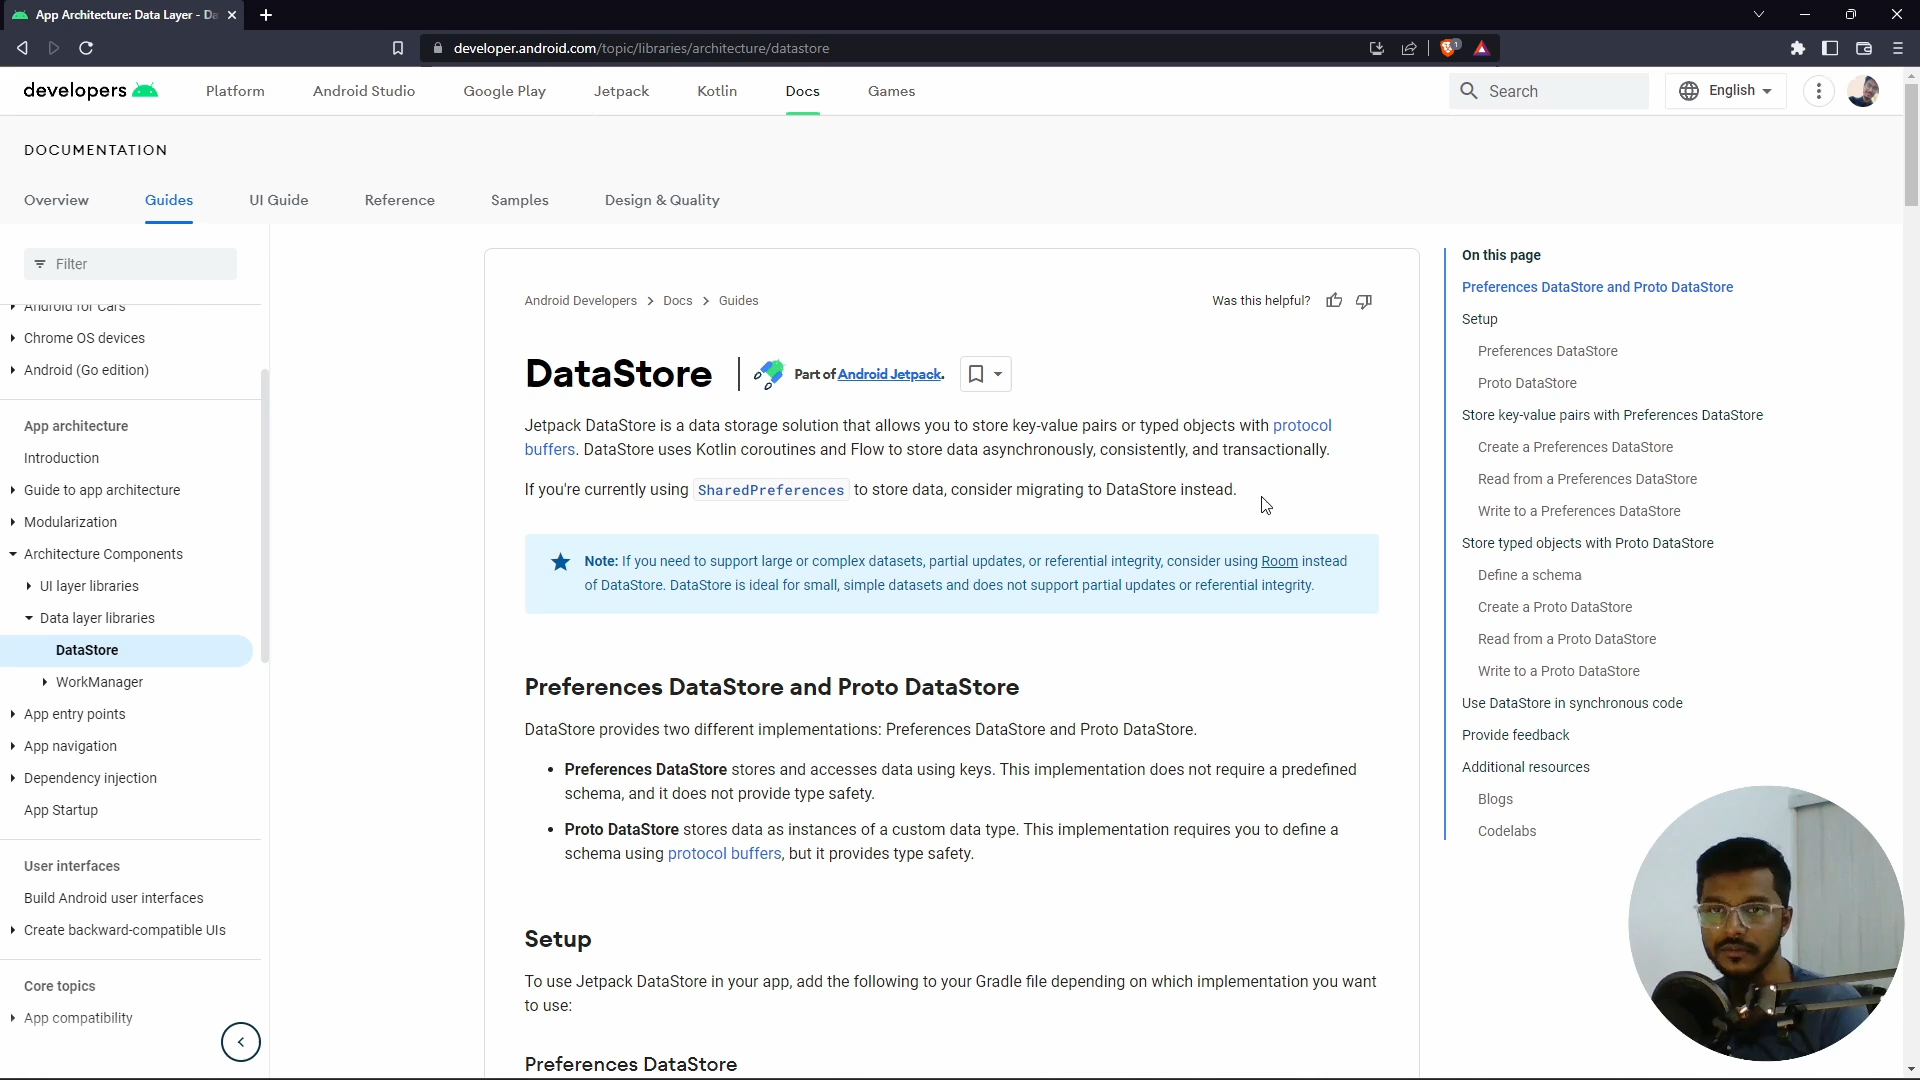 App Architecture: Data Layer - Da
developer.android.com/topic/libraries/architecture/datastore
1
developers
Platform
Android Studio
Google Play
Jetpack
Kotlin
Docs
Games
Search
English
DOCUMENTATION
Overview
Guides
UI Guide
Reference
Samples
Design & Quality
Filter
Android for Cars
Chrome OS devices
Android (Go edition)
App architecture
Introduction
Guide to app architecture
Modularization
Architecture Components
UI layer libraries
Data layer libraries
DataStore
WorkManager
App entry points
App navigation
Dependency injection
App Startup
User interfaces
Build Android user interfaces
Create backward-compatible UIs
Core topics
App compatibility
Android Developers > Docs > Guides
Was this helpful?
DataStore
Part of Android Jetpack.
Jetpack DataStore is a data storage solution that allows you to store key-value pairs or typed objects with protocol
buffers. DataStore uses Kotlin coroutines and Flow to store data asynchronously, consistently, and transactionally.
If you're currently using SharedPreferences to store data, consider migrating to DataStore instead.
Note: If you need to support large or complex datasets, partial updates, or referential integrity, consider using Room instead
of DataStore. DataStore is ideal for small, simple datasets and does not support partial updates or referential integrity.
Preferences DataStore and Proto DataStore
DataStore provides two different implementations: Preferences DataStore and Proto DataStore.
• Preferences DataStore stores and accesses data using keys. This implementation does not require a predefined
schema, and it does not provide type safety.
• Proto DataStore stores data as instances of a custom data type. This implementation requires you to define a
schema using protocol buffers, but it provides type safety.
Setup
To use Jetpack DataStore in your app, add the following to your Gradle file depending on which implementation you want
to use:
Preferences DataStore
On this page
Preferences DataStore and Proto DataStore
Setup
Preferences DataStore
Proto DataStore
Store key-value pairs with Preferences DataStore
Create a Preferences DataStore
Read from a Preferences DataStore
Write to a Preferences DataStore
Store typed objects with Proto DataStore
Define a schema
Create a Proto DataStore
Read from a Proto DataStore
Write to a Proto DataStore
Use DataStore in synchronous code
Provide feedback
Additional resources
Blogs
Codelabs